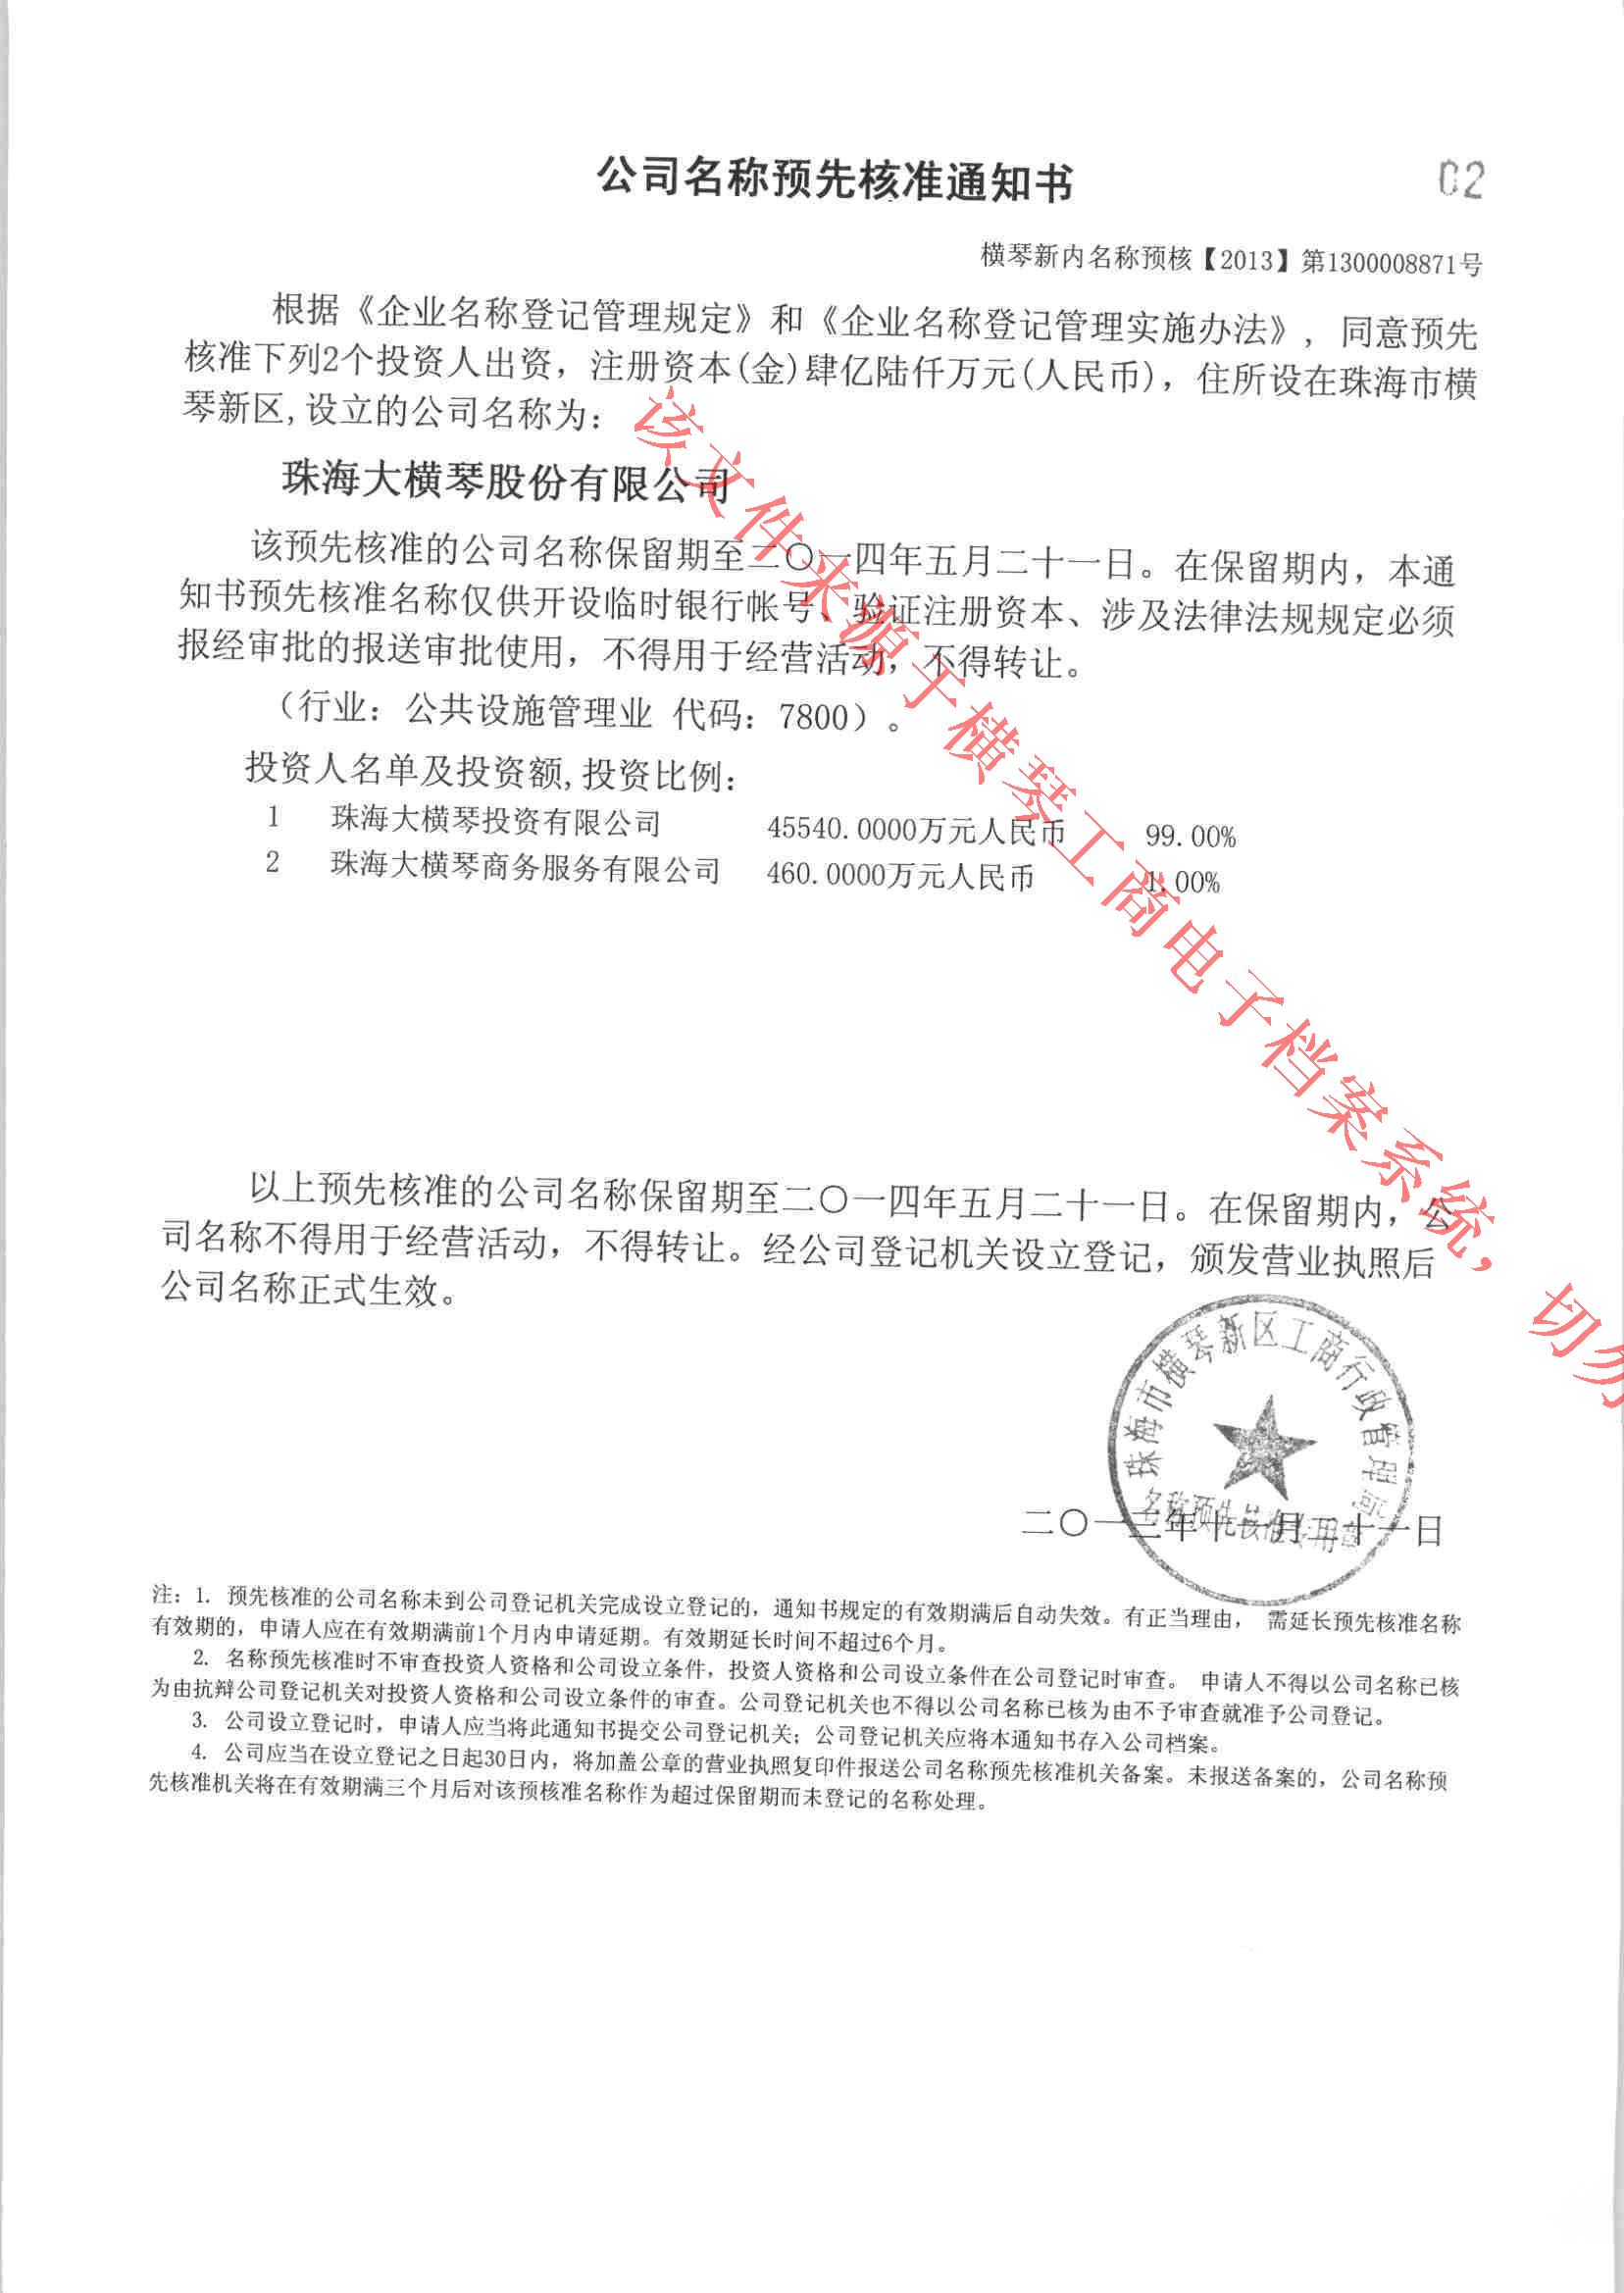 公司名称预先核准通知书
02
横琴新内名称预核【2013】第1300008871号
根据《企业名称登记管理规定》和《企业名称登记管理实施办法》，同意预先
核准下列2个投资人出资，注册资本(金)肆亿陆仟万元(人民币)，住所设在珠海市横
琴新区,设立的公司名称为：
珠海大横琴股份有限公司
该预先核准的公司名称保留期至二〇一四年五月二十一日。在保留期内，本通
知书预先核准名称仅供开设临时银行帐号、验证注册资本、涉及法律法规规定必须
报经审批的报送审批使用，不得用于经营活动，不得转让。
（行业：公共设施管理业 代码：7800）。
投资人名单及投资额,投资比例：
1 珠海大横琴投资有限公司 45540.0000万元人民币 99.00%
2 珠海大横琴商务服务有限公司 460.0000万元人民币 1.00%
以上预先核准的公司名称保留期至二〇一四年五月二十一日。在保留期内，公
司名称不得用于经营活动，不得转让。经公司登记机关设立登记，颁发营业执照后
公司名称正式生效。
珠海市横琴新区工商行政管理局
名称预先核准专用章
二〇一三年十一月二十一日
注：1. 预先核准的公司名称未到公司登记机关完成设立登记的，通知书规定的有效期满后自动失效。有正当理由， 需延长预先核准名称
有效期的，申请人应在有效期满前1个月内申请延期。有效期延长时间不超过6个月。
2. 名称预先核准时不审查投资人资格和公司设立条件，投资人资格和公司设立条件在公司登记时审查。 申请人不得以公司名称已核
为由抗辩公司登记机关对投资人资格和公司设立条件的审查。公司登记机关也不得以公司名称已核为由不予审查就准予公司登记。
3. 公司设立登记时，申请人应当将此通知书提交公司登记机关；公司登记机关应将本通知书存入公司档案。
4. 公司应当在设立登记之日起30日内，将加盖公章的营业执照复印件报送公司名称预先核准机关备案。未报送备案的，公司名称预
先核准机关将在有效期满三个月后对该预核准名称作为超过保留期而未登记的名称处理。
该文件来源于横琴工商电子档案系统，切勿